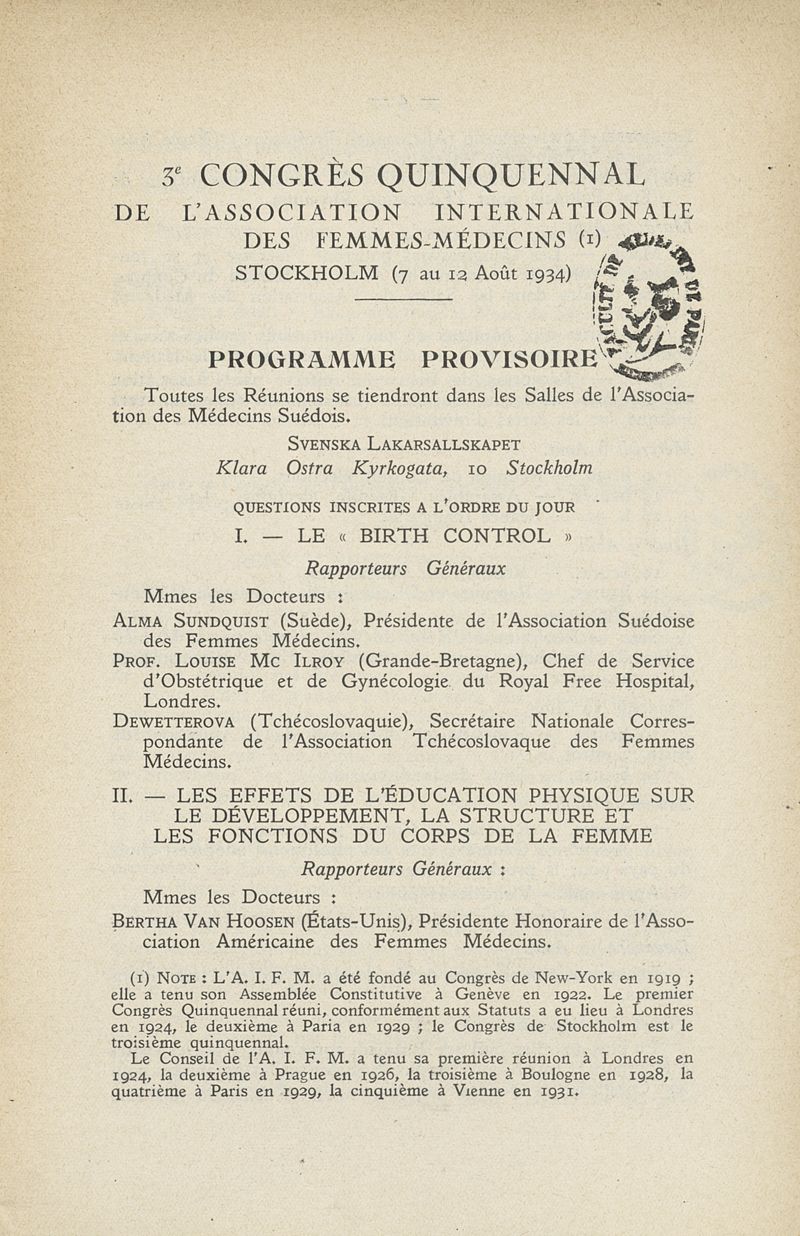 3e CONGRÈS QUINQUENNAL
DE L'ASSOCIATION INTERNATIONALE
DES FEMMES-MÉDECINS (1)
STOCKHOLM (7 au 12 Août 1934)
PROGRAMME PROVISOIRE
Toutes les Réunions se tiendront dans les Salles de l'Associa-
tion des Médecins Suédois.
SVENSKA LAKARSALLSKAPET
Klara Ostra Kyrkogata, 10 Stockholm
QUESTIONS INSCRITES A L'ORDRE DU JOUR
I. — LE « BIRTH CONTROL »
Rapporteurs Généraux
Mmes les Docteurs :
ALMA SUNDQUIST (Suède), Présidente de l'Association Suédoise
des Femmes Médecins.
PROF. LOUISE MC ILROY (Grande-Bretagne), Chef de Service
d'Obstétrique et de Gynécologie du Royal Free Hospital,
Londres.
DEWETTEROVA (Tchécoslovaquie), Secrétaire Nationale Corres-
pondante de l'Association Tchécoslovaque des Femmes
Médecins.
II. — LES EFFETS DE L'ÉDUCATION PHYSIQUE SUR
LE DÉVELOPPEMENT, LA STRUCTURE ET
LES FONCTIONS DU CORPS DE LA FEMME
Rapporteurs Généraux :
Mmes les Docteurs :
BERTHA VAN HOOSEN (États-Unis), Présidente Honoraire de l'Asso-
ciation Américaine des Femmes Médecins.
(1) NOTE : L'A. I. F. M. a été fondé au Congrès de New-York en 1919 ;
elle a tenu son Assemblée Constitutive à Genève en 1922. Le premier
Congrès Quinquennal réuni, conformément aux Statuts a eu lieu à Londres
en 1924, le deuxième à Paria en 1929 ; le Congrès de Stockholm est le
troisième quinquennal.
Le Conseil de l'A. I. F. M. a tenu sa première réunion à Londres en
1924, la deuxième à Prague en 1926, la troisième à Boulogne en 1928, la
quatrième à Paris en 1929, la cinquième à Vienne en 1931.